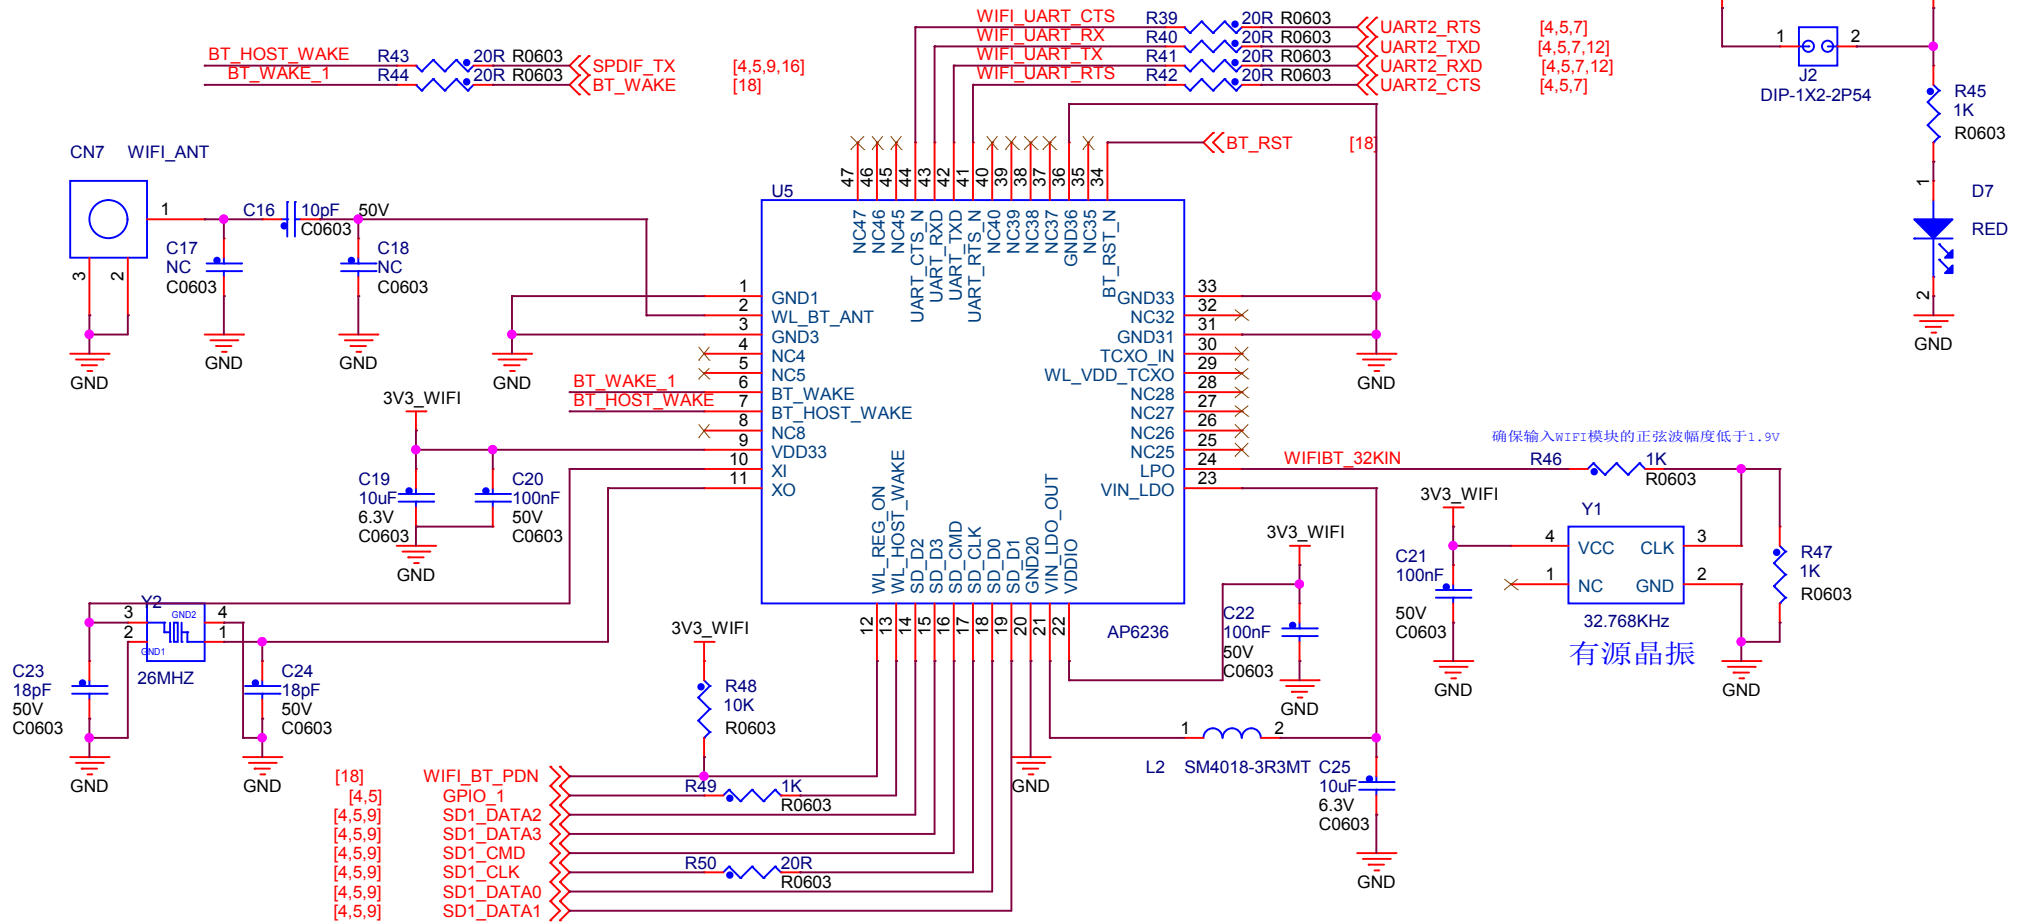 WIFI_UART_CTS R39 20R R0603 UART2_RTS [4,5,7]
WIFI_UART_RX R40 20R R0603 UART2_TXD [4,5,7,12]
WIFI_UART_TX R41 20R R0603 UART2_RXD [4,5,7,12]
WIFI_UART_RTS R42 20R R0603 UART2_CTS [4,5,7]
BT_HOST_WAKE R43 20R R0603 SPDIF_TX [4,5,9,16]
BT_WAKE_1 R44 20R R0603 BT_WAKE [18]
1 2
J2
DIP-1X2-2P54
R45
1K
R0603
1
D7
RED
2
GND
BT_RST [18]
CN7 WIFI_ANT
1
3 2
GND
C16 10pF 50V
C0603
C17
NC
C0603
GND
C18
NC
C0603
GND
U5
47 46 45 44 43 42 41 40 39 38 37 36 35 34
NC47 NC46 NC45 UART_CTS_N UART_RXD UART_TXD UART_RTS_N NC40 NC39 NC38 NC37 GND36 NC35 BT_RST_N
1 GND1
2 WL_BT_ANT
3 GND3
4 NC4
5 NC5
6 BT_WAKE
7 BT_HOST_WAKE
8 NC8
9 VDD33
10 XI
11 XO
GND33 33
NC32 32
GND31 31
TCXO_IN 30
WL_VDD_TCXO 29
NC28 28
NC27 27
NC26 26
NC25 25
LPO 24
VIN_LDO 23
WL_REG_ON WL_HOST_WAKE SD_D2 SD_D3 SD_CMD SD_CLK SD_D0 SD_D1 GND20 VIN_LDO_OUT VDDIO
12 13 14 15 16 17 18 19 20 21 22
AP6236
GND
GND
BT_WAKE_1
BT_HOST_WAKE
3V3_WIFI
C19
10uF
6.3V
C0603
C20
100nF
50V
C0603
GND
确保输入WIFI模块的正弦波幅度低于1.9V
WIFIBT_32KIN R46 1K
R0603
3V3_WIFI
Y1
4 VCC CLK 3
1 NC GND 2
32.768KHz
有源晶振
C21
100nF
50V
C0603
GND
R47
1K
R0603
GND
3V3_WIFI
C22
100nF
50V
C0603
GND
Y2
3 GND2 4
2 GND1 1
26MHZ
C23
18pF
50V
C0603
GND
C24
18pF
50V
C0603
GND
3V3_WIFI
R48
10K
R0603
GND
1 2
L2 SM4018-3R3MT
C25
10uF
6.3V
C0603
GND
[18] WIFI_BT_PDN
[4,5] GPIO_1 R49 1K
R0603
[4,5,9] SD1_DATA2
[4,5,9] SD1_DATA3
[4,5,9] SD1_CMD
[4,5,9] SD1_CLK R50 20R
R0603
[4,5,9] SD1_DATA0
[4,5,9] SD1_DATA1